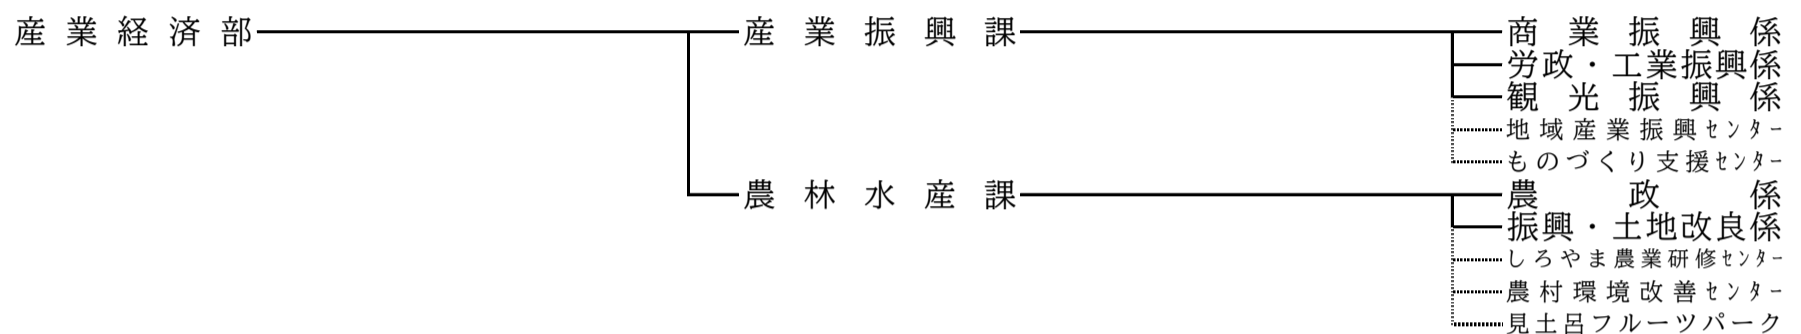 産業経済部 産業振興課 商業振興係
労政・工業振興係
観光振興係
地域産業振興センター
ものづくり支援センター
農林水産課 農政係
振興・土地改良係
しろやま農業研修センター
農村環境改善センター
見土呂フルーツパーク